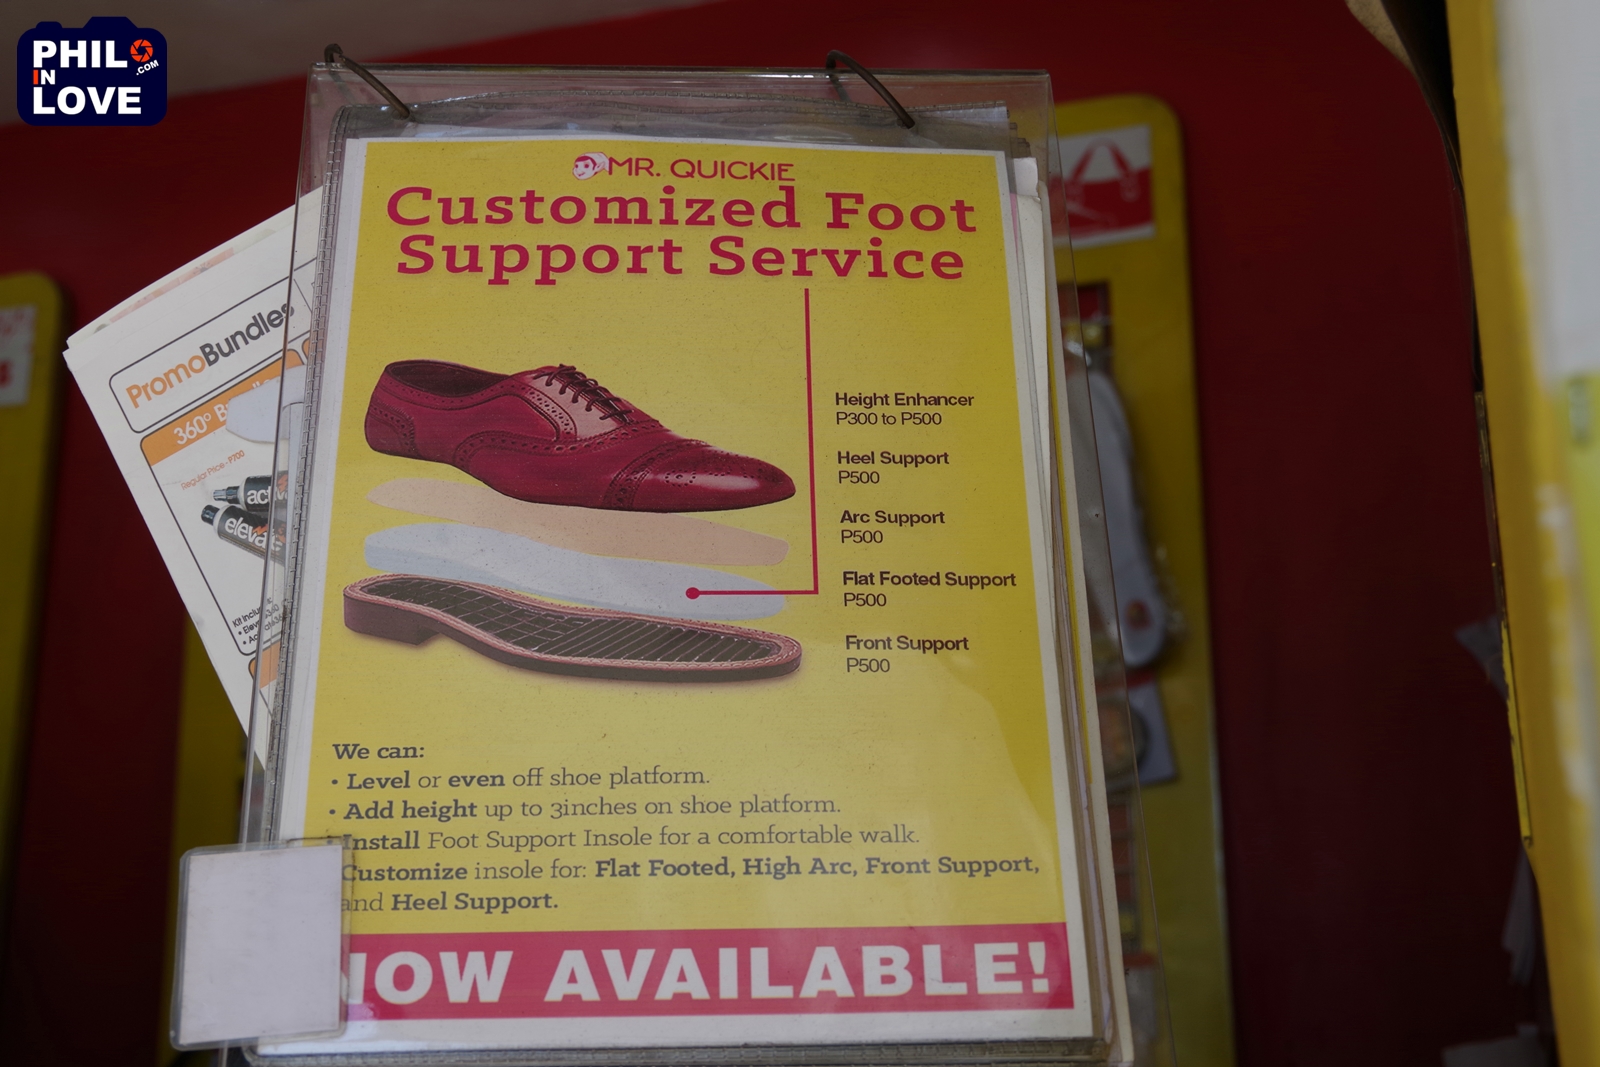 PHIL
IN
.COM
LOVE
MR. QUICKIE
Customized Foot
Support Service
Height Enhancer
P300 to P500
Heel Support
P500
Arc Support
P500
Flat Footed Support
P500
Front Support
P500
We can:
• Level or even off shoe platform.
• Add height up to 3inches on shoe platform.
Install Foot Support Insole for a comfortable walk.
Customize insole for: Flat Footed, High Arc, Front Support,
and Heel Support.
NOW AVAILABLE!
PromoBundles
360°
Regular Price - P700